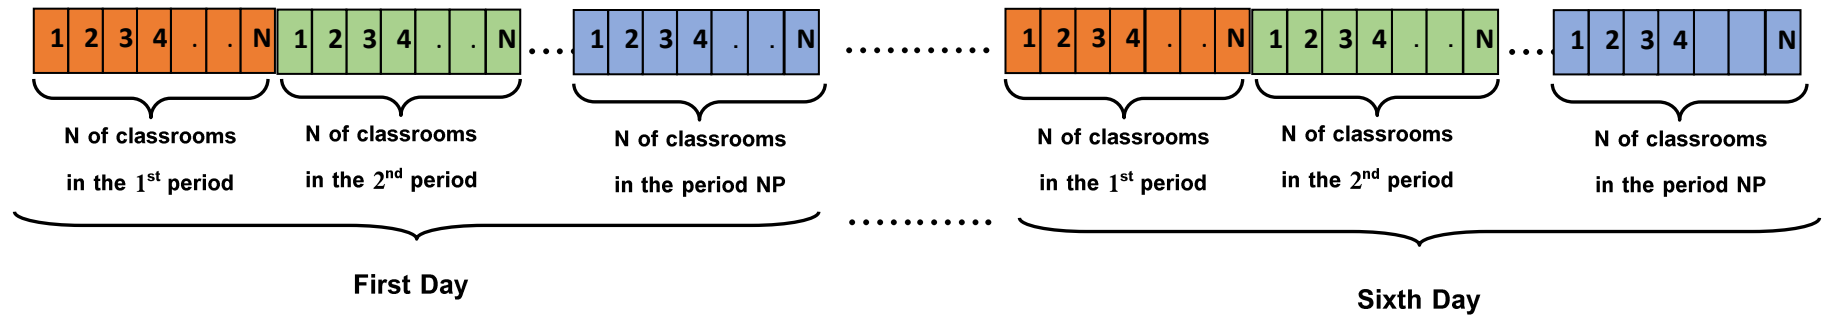 1 2 3 4 . . N 1 2 3 4 . . N ..... 1 2 3 4 . . N ............. 1 2 3 4 . . N 1 2 3 4 . . N ..... 1 2 3 4 N
N of classrooms N of classrooms N of classrooms N of classrooms N of classrooms N of classrooms
in the 1st period in the 2nd period in the period NP in the 1st period in the 2nd period in the period NP
.............
First Day Sixth Day